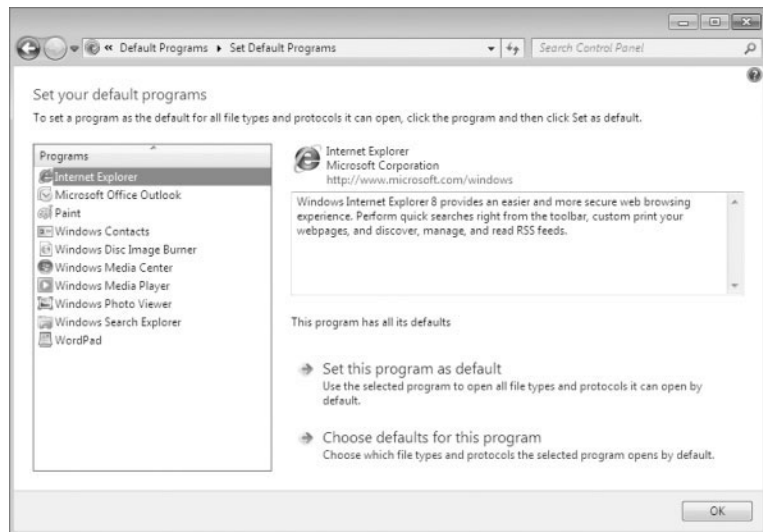 « Default Programs ▸ Set Default Programs
Search Control Panel
Set your default programs
To set a program as the default for all file types and protocols it can open, click the program and then click Set as default.
Programs
Internet Explorer
Microsoft Office Outlook
Paint
Windows Contacts
Windows Disc Image Burner
Windows Media Center
Windows Media Player
Windows Photo Viewer
Windows Search Explorer
WordPad
Internet Explorer
Microsoft Corporation
http://www.microsoft.com/windows
Windows Internet Explorer 8 provides an easier and more secure web browsing
experience. Perform quick searches right from the toolbar, custom print your
webpages, and discover, manage, and read RSS feeds.
This program has all its defaults
Set this program as default
Use the selected program to open all file types and protocols it can open by
default.
Choose defaults for this program
Choose which file types and protocols the selected program opens by default.
OK